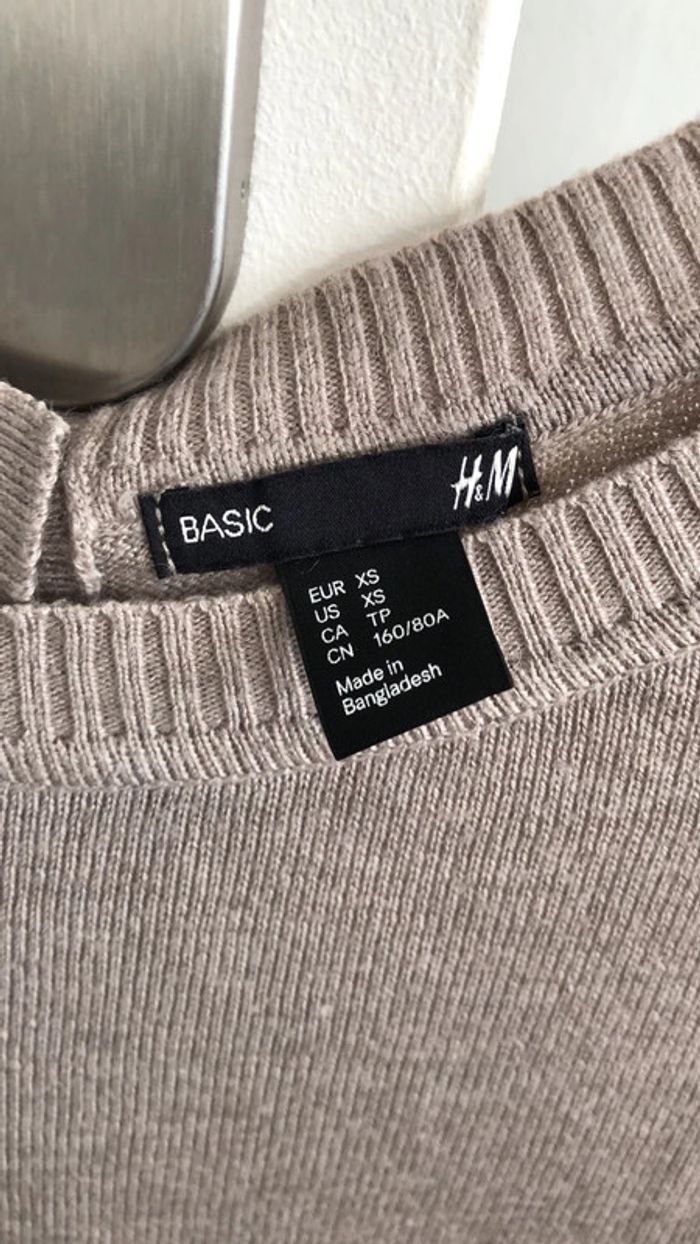 BASIC
H&M
EUR XS
US XS
CA TP
CN 160/80A
Made in
Bangladesh